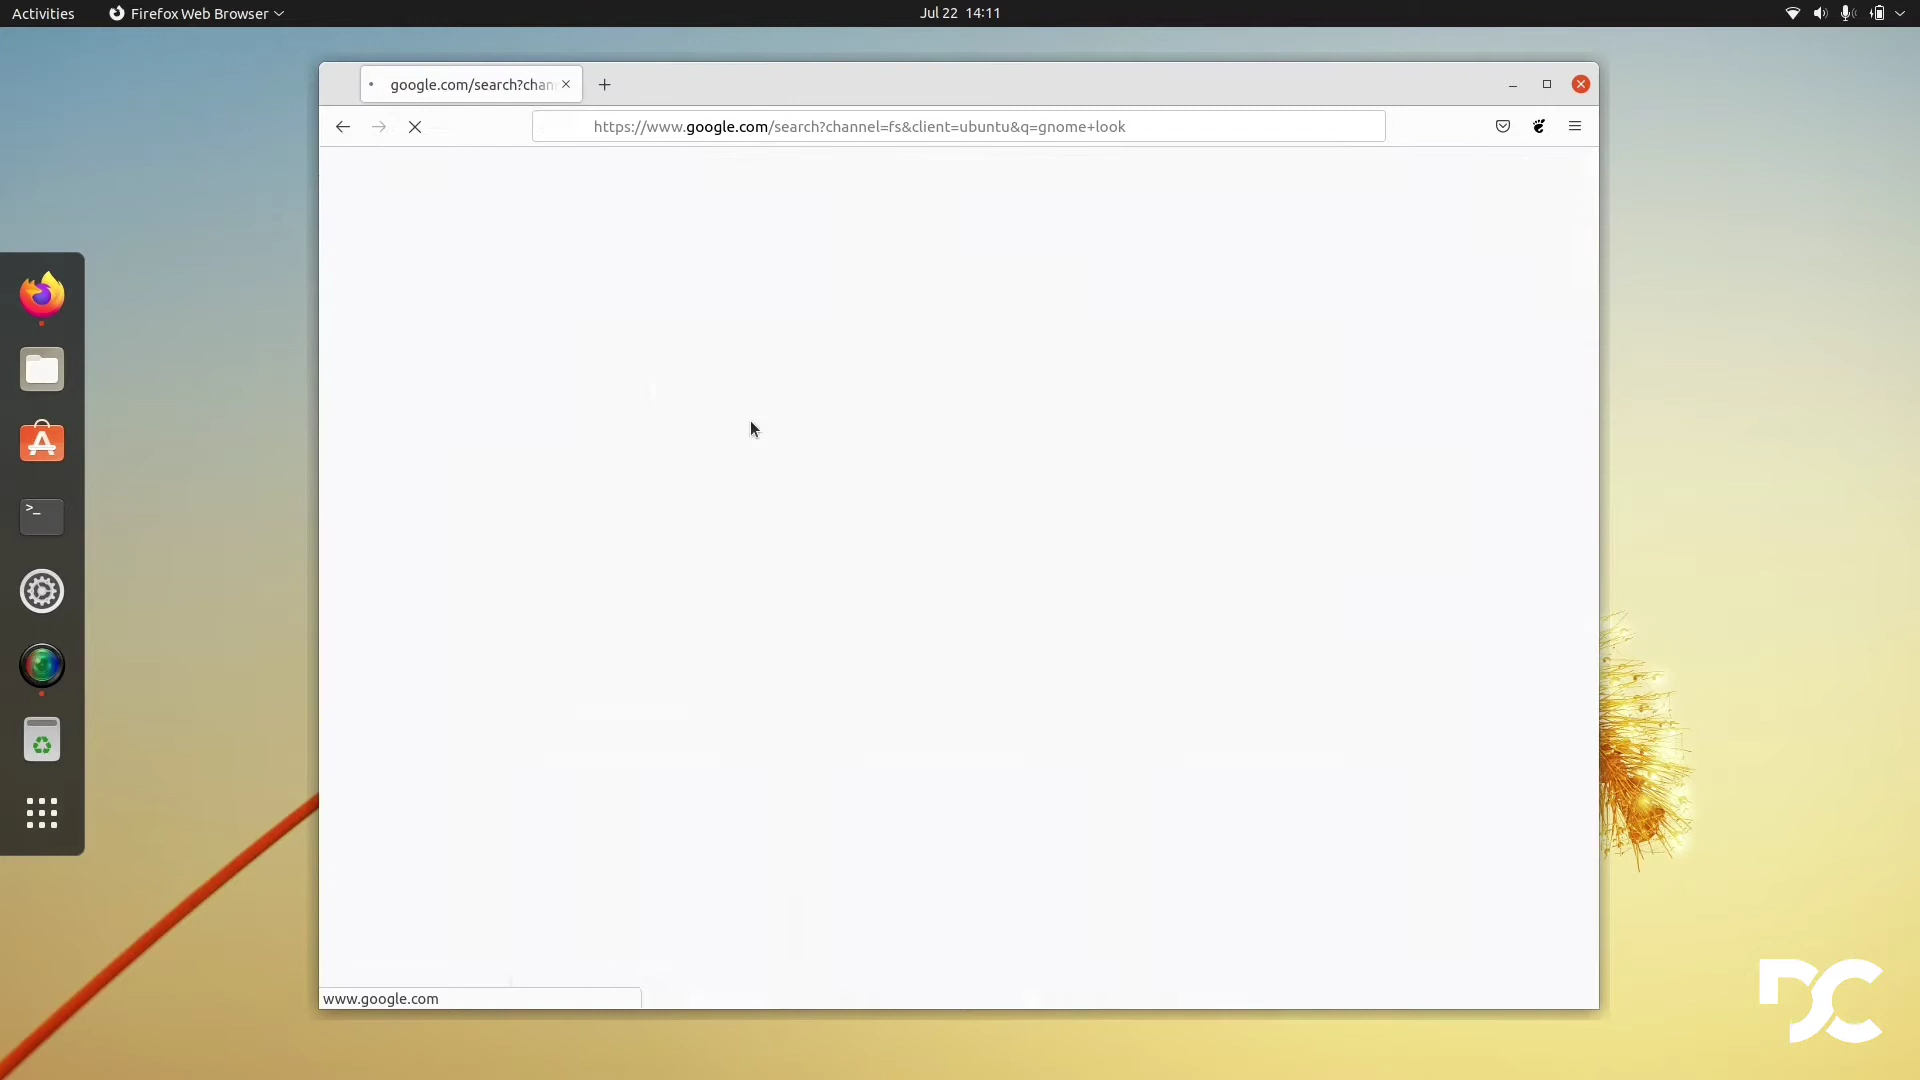 Activities
Firefox Web Browser
Jul 22 14:11
google.com/search?chan
https://www.google.com/search?channel=fs&client=ubuntu&q=gnome+look
>_
www.google.com
DC